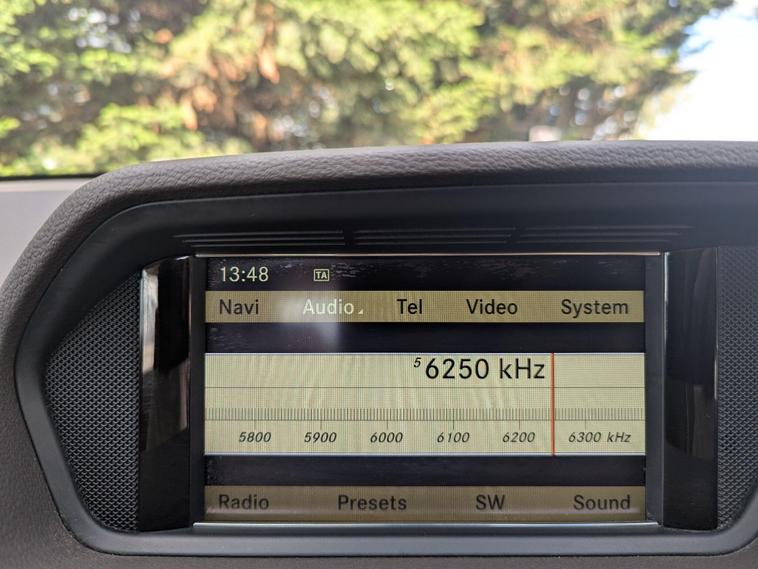 13:48 TA
Navi Audio Tel Video System
5 6250 kHz
5800 5900 6000 6100 6200 6300 kHz
Radio Presets SW Sound